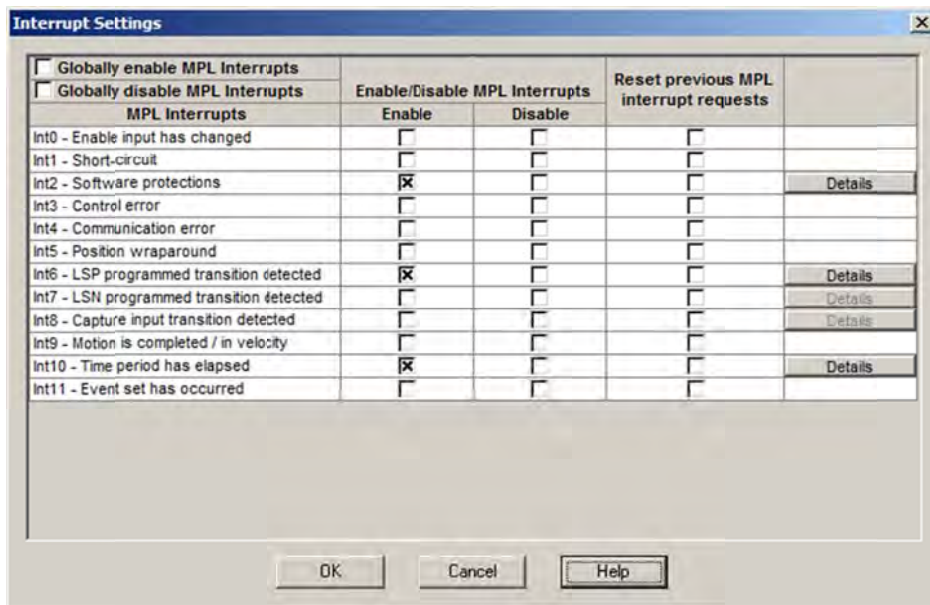 Interrupt Settings
Globally enable MPL Interrupts
Globally disable MPL Interrupts
Enable/Disable MPL Interrupts
Reset previous MPL
interrupt requests
MPL Interrupts
Enable
Disable
Int0 - Enable input has changed
Int1 - Short-circuit
Int2 - Software protections
Details
Int3 - Control error
Int4 - Communication error
Int5 - Position wraparound
Int6 - LSP programmed transition detected
Details
Int7 - LSN programmed transition detected
Details
Int8 - Capture input transition detected
Details
Int9 - Motion is completed / in velocity
Int10 - Time period has elapsed
Details
Int11 - Event set has occurred
OK
Cancel
Help